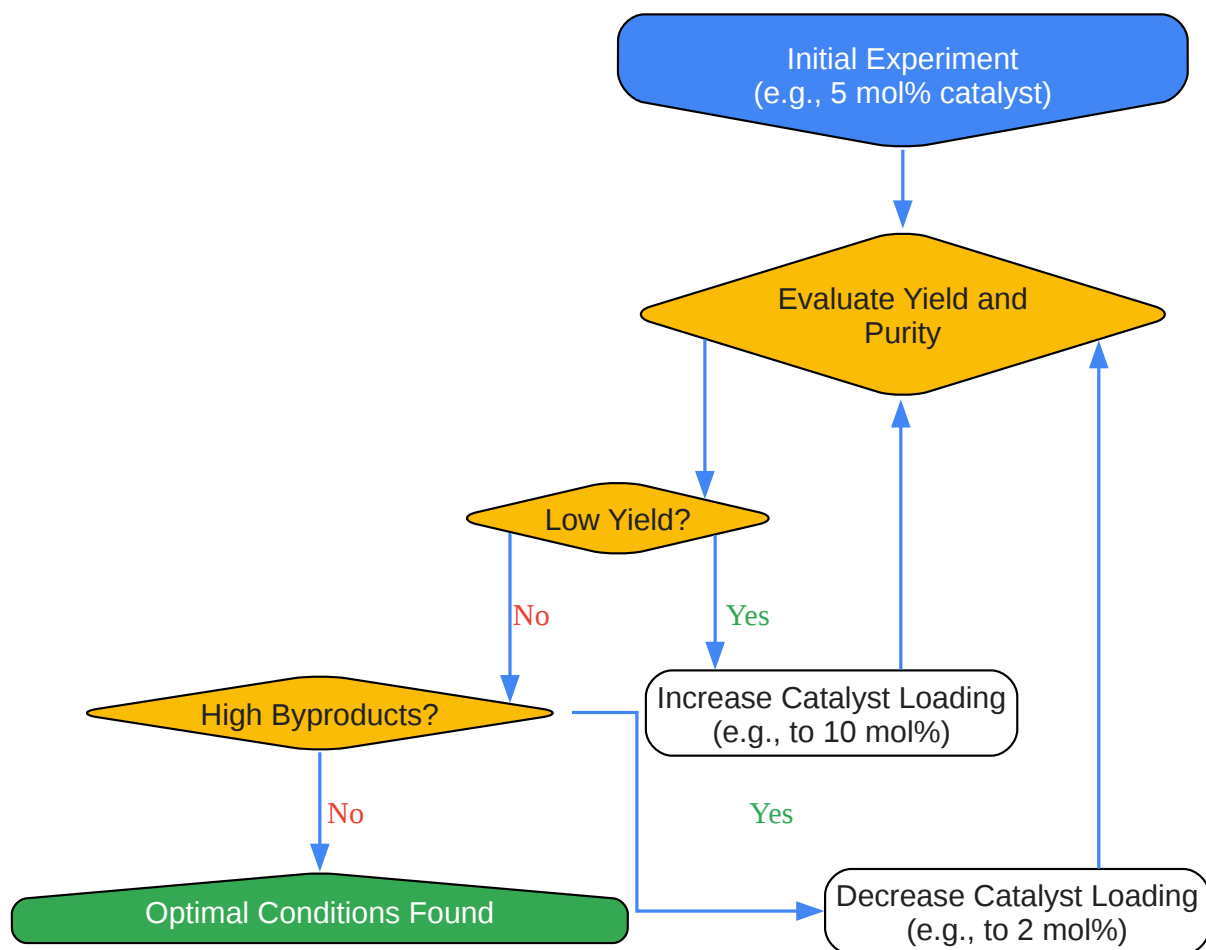 Initial Experiment
(e.g., 5 mol% catalyst)
Evaluate Yield and
Purity
Low Yield?
No
Yes
Increase Catalyst Loading
(e.g., to 10 mol%)
High Byproducts?
No
Yes
Optimal Conditions Found
Decrease Catalyst Loading
(e.g., to 2 mol%)